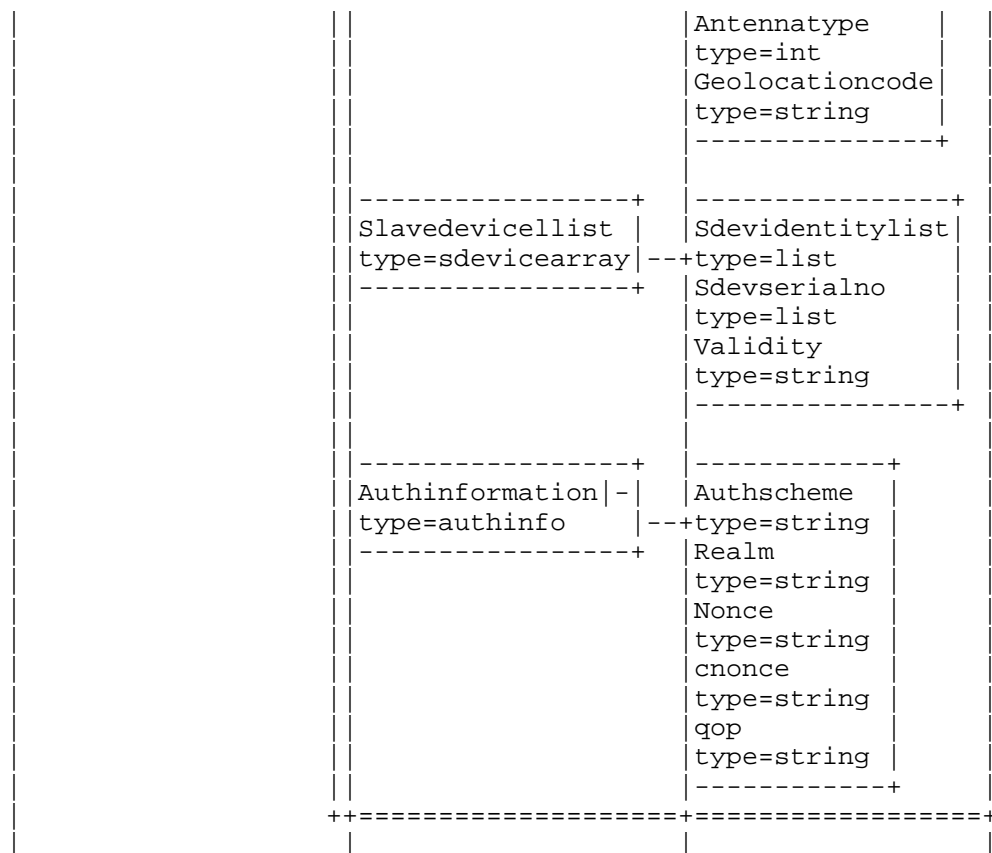 Antennatype
type=int
Geolocationcode
type=string
Slavedevicellist Sdevidentitylist
type=sdevicearray type=list
Sdevserialno
type=list
Validity
type=string
Authinformation Authscheme
type=authinfo type=string
Realm
type=string
Nonce
type=string
cnonce
type=string
qop
type=string